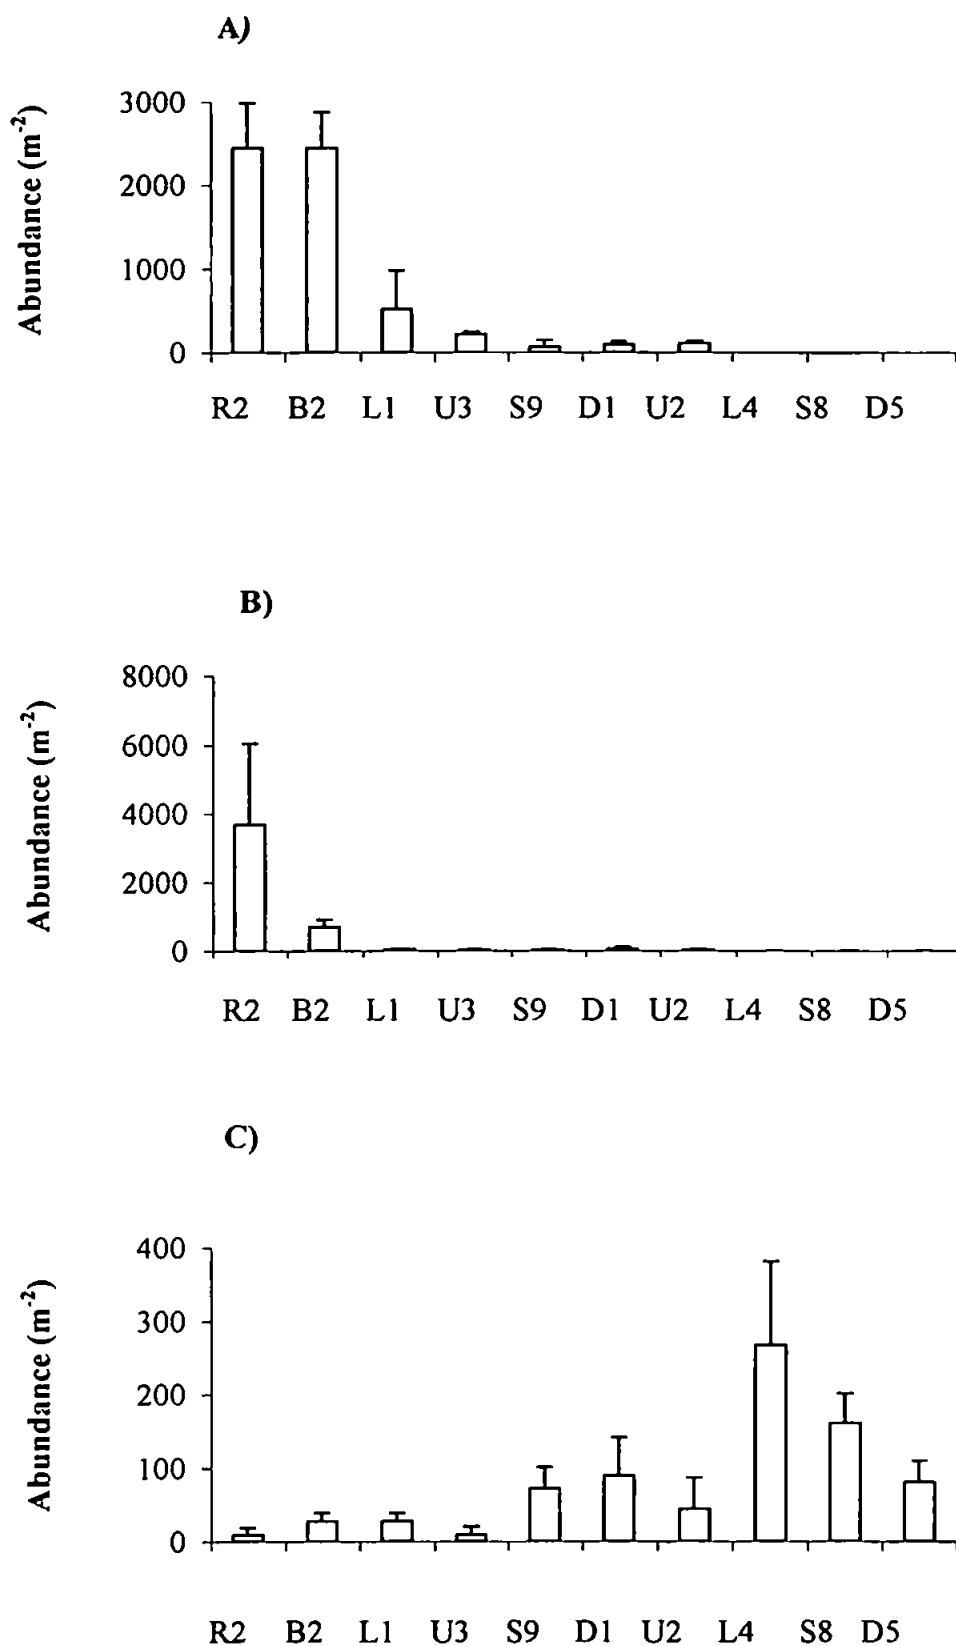 A)
Abundance (m-2)
3000
2000
1000
0
R2 B2 L1 U3 S9 D1 U2 L4 S8 D5
B)
Abundance (m-2)
8000
6000
4000
2000
0
R2 B2 L1 U3 S9 D1 U2 L4 S8 D5
C)
Abundance (m-2)
400
300
200
100
0
R2 B2 L1 U3 S9 D1 U2 L4 S8 D5